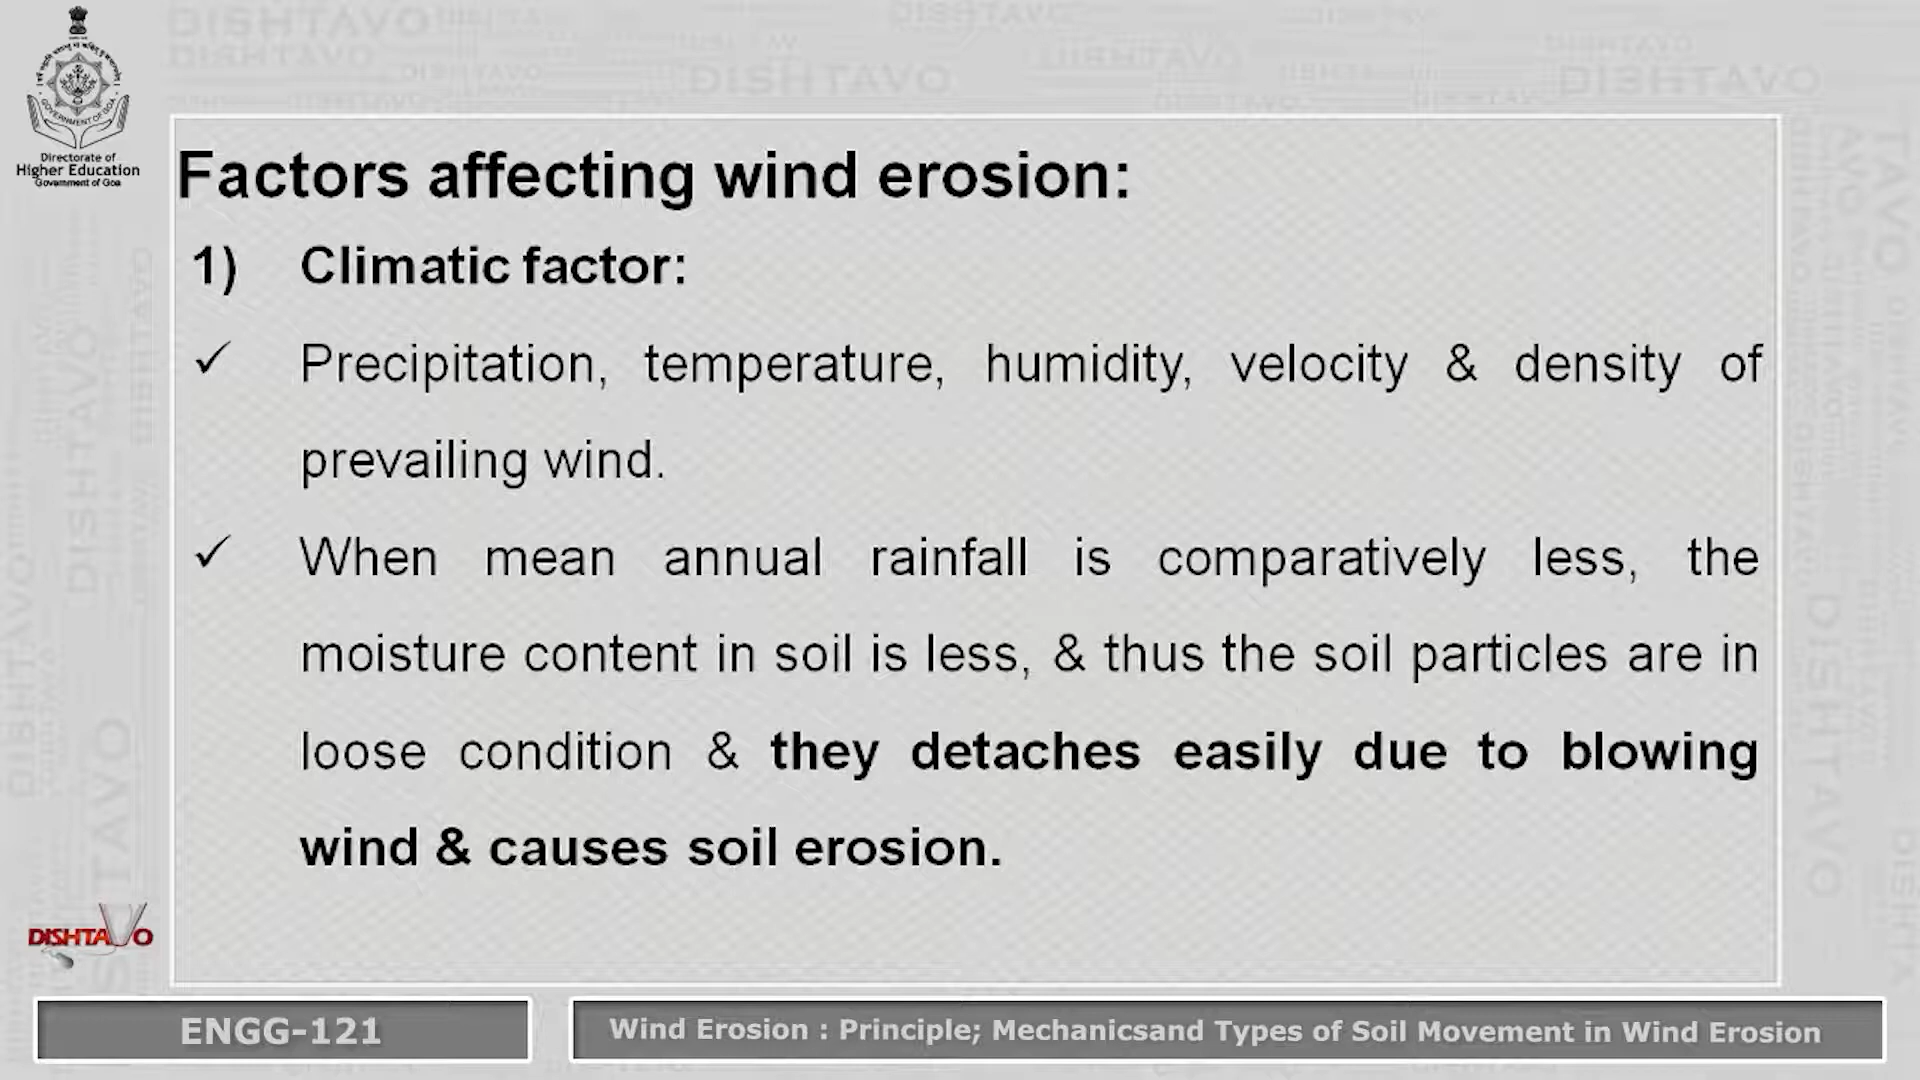 Directorate of
Higher Education
Government of Goa
Factors affecting wind erosion:
1) Climatic factor:
✓ Precipitation, temperature, humidity, velocity & density of
prevailing wind.
✓ When mean annual rainfall is comparatively less, the
moisture content in soil is less, & thus the soil particles are in
loose condition & they detaches easily due to blowing
wind & causes soil erosion.
DISHTAVO
ENGG-121
Wind Erosion : Principle; Mechanicsand Types of Soil Movement in Wind Erosion